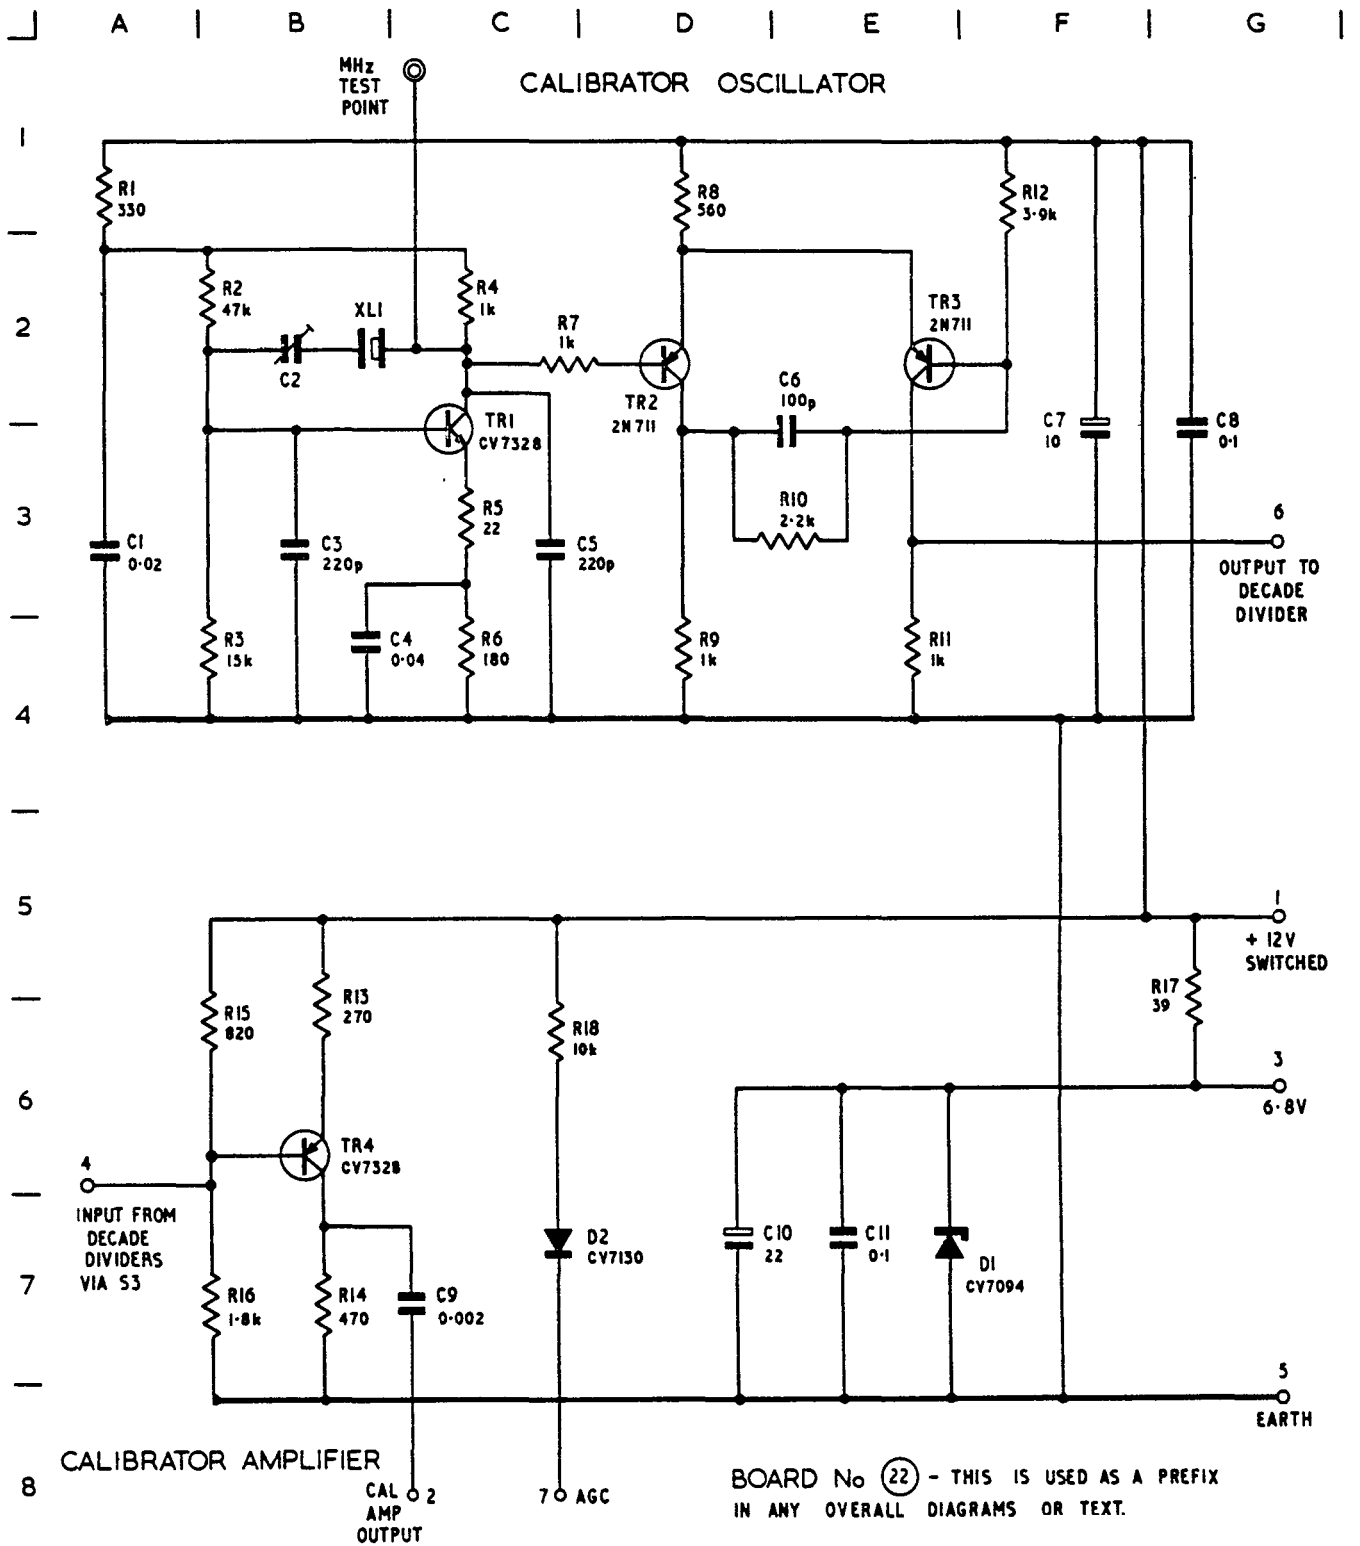 A B C D E F G
MHz
TEST
POINT
CALIBRATOR OSCILLATOR
1
R1
330
R8
560
R12
3·9k
R2
47k
XL1
R4
1k
2
C2
R7
1k
TR3
2N711
TR2
2N711
C6
100p
TR1
CV7328
C7
10
C8
0·1
3
R5
22
R10
2·2k
6
OUTPUT TO
DECADE
DIVIDER
C1
0·02
C3
220p
C5
220p
R3
15k
C4
0·04
R6
180
R9
1k
R11
1k
4
5
1
+ 12V
SWITCHED
R15
820
R13
270
R18
10k
R17
39
3
6·8V
6
TR4
CV7328
4
INPUT FROM
DECADE
DIVIDERS
VIA S3
D2
CV7130
C10
22
C11
0·1
D1
CV7094
7
R16
1·8k
R14
470
C9
0·002
5
EARTH
CALIBRATOR AMPLIFIER
8
CAL
AMP
OUTPUT
2
7 AGC
BOARD No 22 - THIS IS USED AS A PREFIX
IN ANY OVERALL DIAGRAMS OR TEXT.